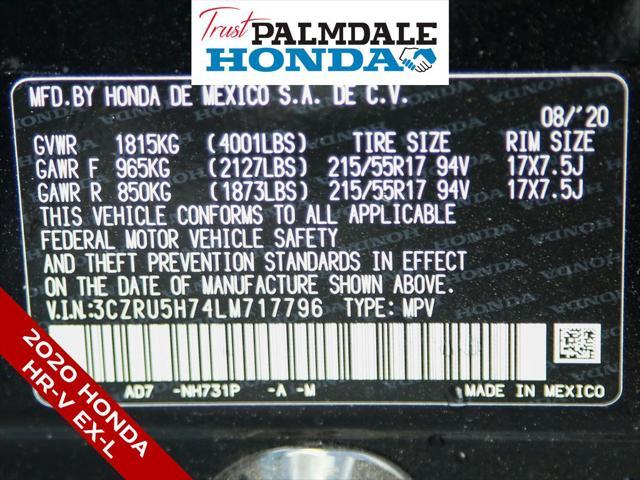 Trust
PALMDALE
HONDA
MFD.BY HONDA DE MEXICO S.A. DE C.V.
08/'20
GVWR 1815KG (4001LBS) TIRE SIZE RIM SIZE
GAWR F 965KG (2127LBS) 215/55R17 94V 17X7.5J
GAWR R 850KG (1873LBS) 215/55R17 94V 17X7.5J
THIS VEHICLE CONFORMS TO ALL APPLICABLE
FEDERAL MOTOR VEHICLE SAFETY
AND THEFT PREVENTION STANDARDS IN EFFECT
ON THE DATE OF MANUFACTURE SHOWN ABOVE.
V.I.N:3CZRU5H74LM717796 TYPE: MPV
AD7 -NH731P -A -M MADE IN MEXICO
2020 HONDA
HR-V EX-L